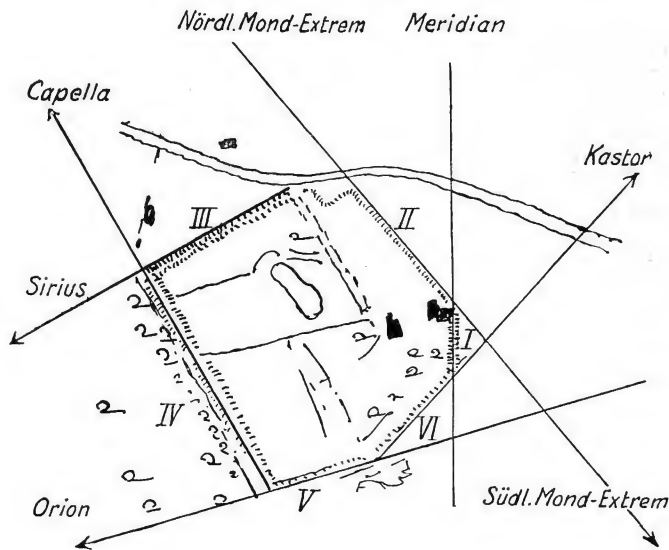 Nördl. Mond-Extrem
Meridian
Capella
Kastor
III
II
Sirius
I
IV
VI
V
Orion
Südl. Mond-Extrem